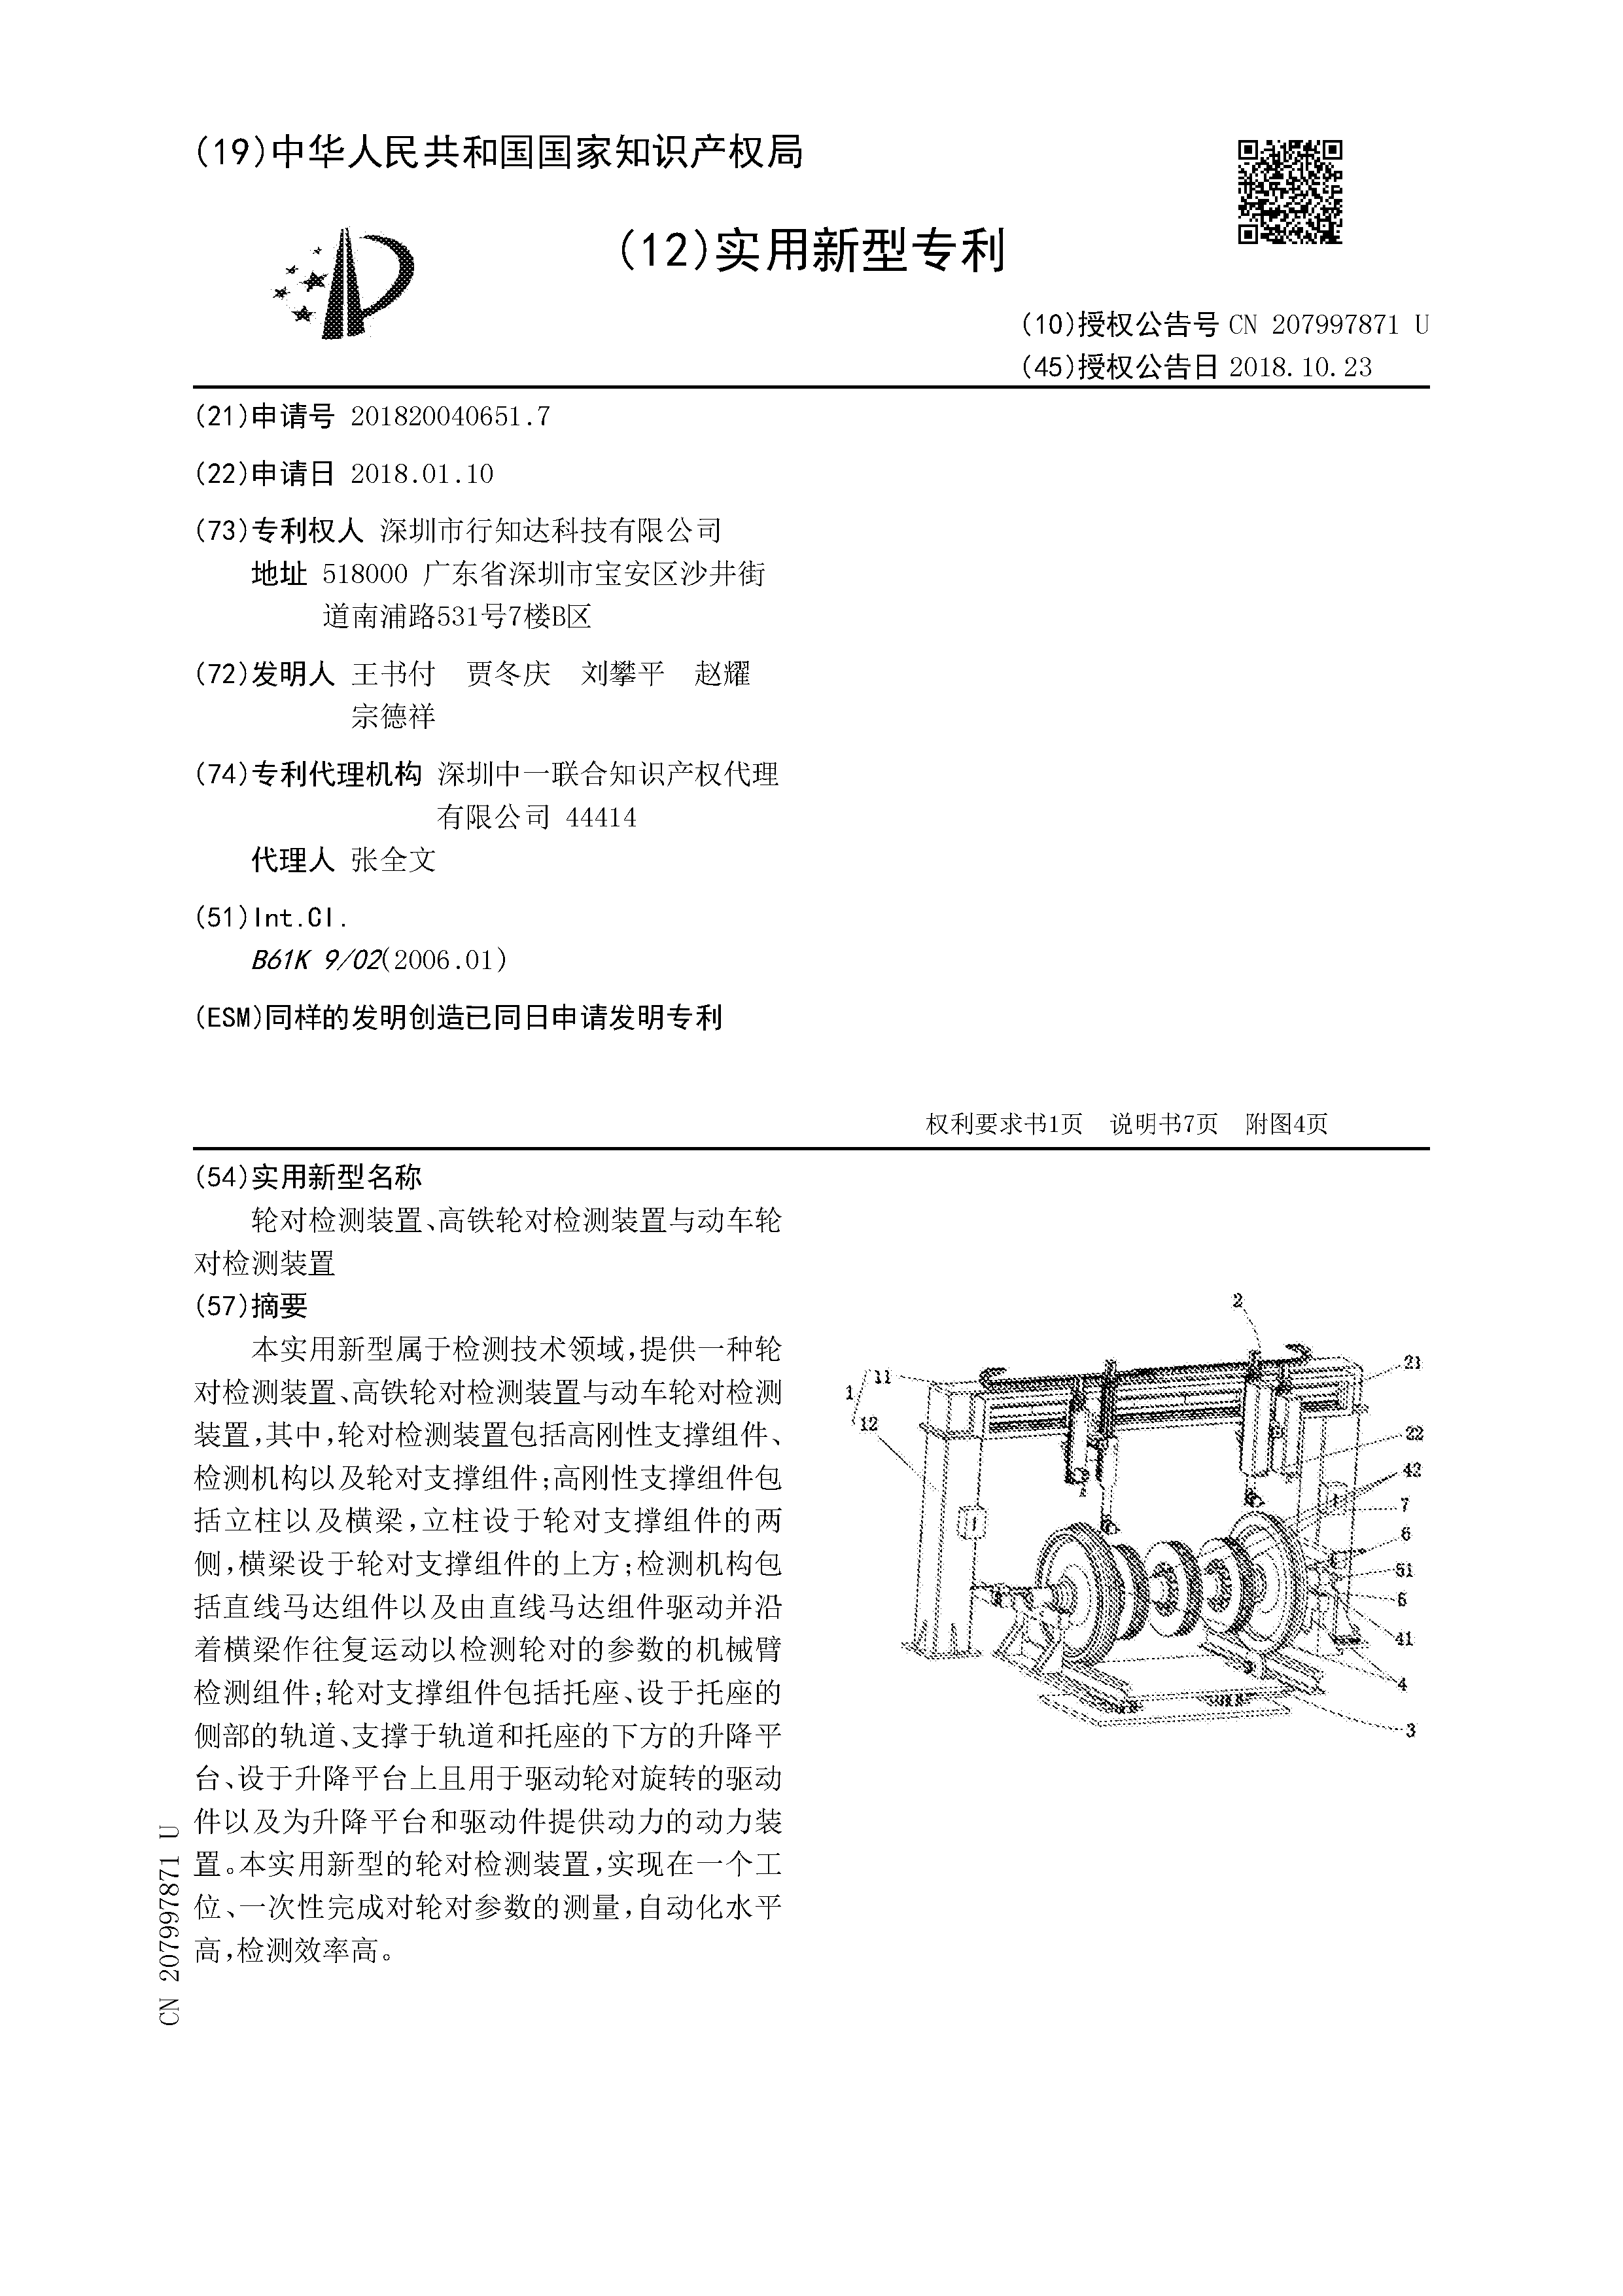 (19)中华人民共和国国家知识产权局
(12)实用新型专利
(10)授权公告号 CN 207997871 U
(45)授权公告日 2018.10.23
(21)申请号 201820040651.7
(22)申请日 2018.01.10
(73)专利权人 深圳市行知达科技有限公司
地址 518000 广东省深圳市宝安区沙井街
道南浦路531号7楼B区
(72)发明人 王书付 贾冬庆 刘攀平 赵耀
宗德祥
(74)专利代理机构 深圳中一联合知识产权代理
有限公司 44414
代理人 张全文
(51)Int.Cl.
B61K 9/02(2006.01)
(ESM)同样的发明创造已同日申请发明专利
权利要求书1页 说明书7页 附图4页
(54)实用新型名称
轮对检测装置、高铁轮对检测装置与动车轮
对检测装置
(57)摘要
本实用新型属于检测技术领域,提供一种轮
对检测装置、高铁轮对检测装置与动车轮对检测
装置,其中,轮对检测装置包括高刚性支撑组件、
检测机构以及轮对支撑组件;高刚性支撑组件包
括立柱以及横梁,立柱设于轮对支撑组件的两
侧,横梁设于轮对支撑组件的上方;检测机构包
括直线马达组件以及由直线马达组件驱动并沿
着横梁作往复运动以检测轮对的参数的机械臂
检测组件;轮对支撑组件包括托座、设于托座的
侧部的轨道、支撑于轨道和托座的下方的升降平
台、设于升降平台上且用于驱动轮对旋转的驱动
件以及为升降平台和驱动件提供动力的动力装
置。本实用新型的轮对检测装置,实现在一个工
位、一次性完成对轮对参数的测量,自动化水平
高,检测效率高。
2
21
11
1
12
22
42
7
6
51
5
41
4
3
CN 207997871 U